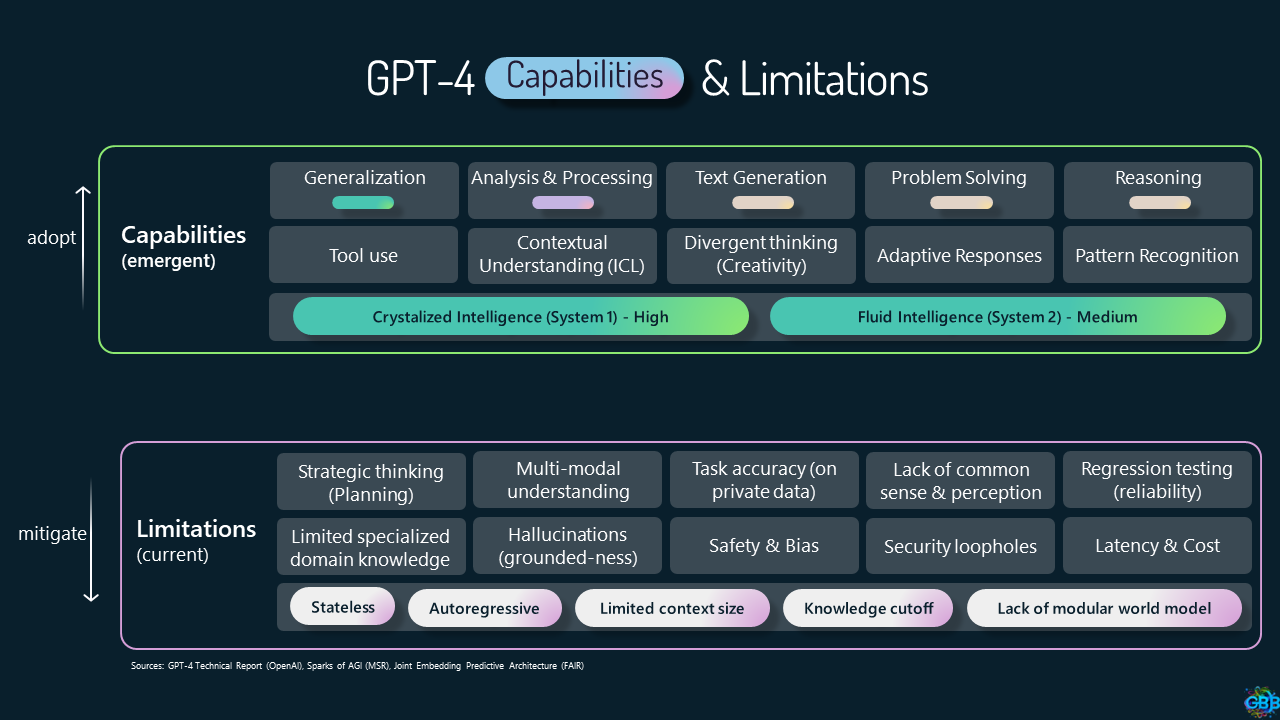 GPT-4 Capabilities & Limitations
adopt
Capabilities
(emergent)
Generalization
Analysis & Processing
Text Generation
Problem Solving
Reasoning
Tool use
Contextual
Understanding (ICL)
Divergent thinking
(Creativity)
Adaptive Responses
Pattern Recognition
Crystalized Intelligence (System 1) - High
Fluid Intelligence (System 2) - Medium
mitigate
Limitations
(current)
Strategic thinking
(Planning)
Multi-modal
understanding
Task accuracy (on
private data)
Lack of common
sense & perception
Regression testing
(reliability)
Limited specialized
domain knowledge
Hallucinations
(grounded-ness)
Safety & Bias
Security loopholes
Latency & Cost
Stateless
Autoregressive
Limited context size
Knowledge cutoff
Lack of modular world model
Sources: GPT-4 Technical Report (OpenAI), Sparks of AGI (MSR), Joint Embedding Predictive Architecture (FAIR)
GBB